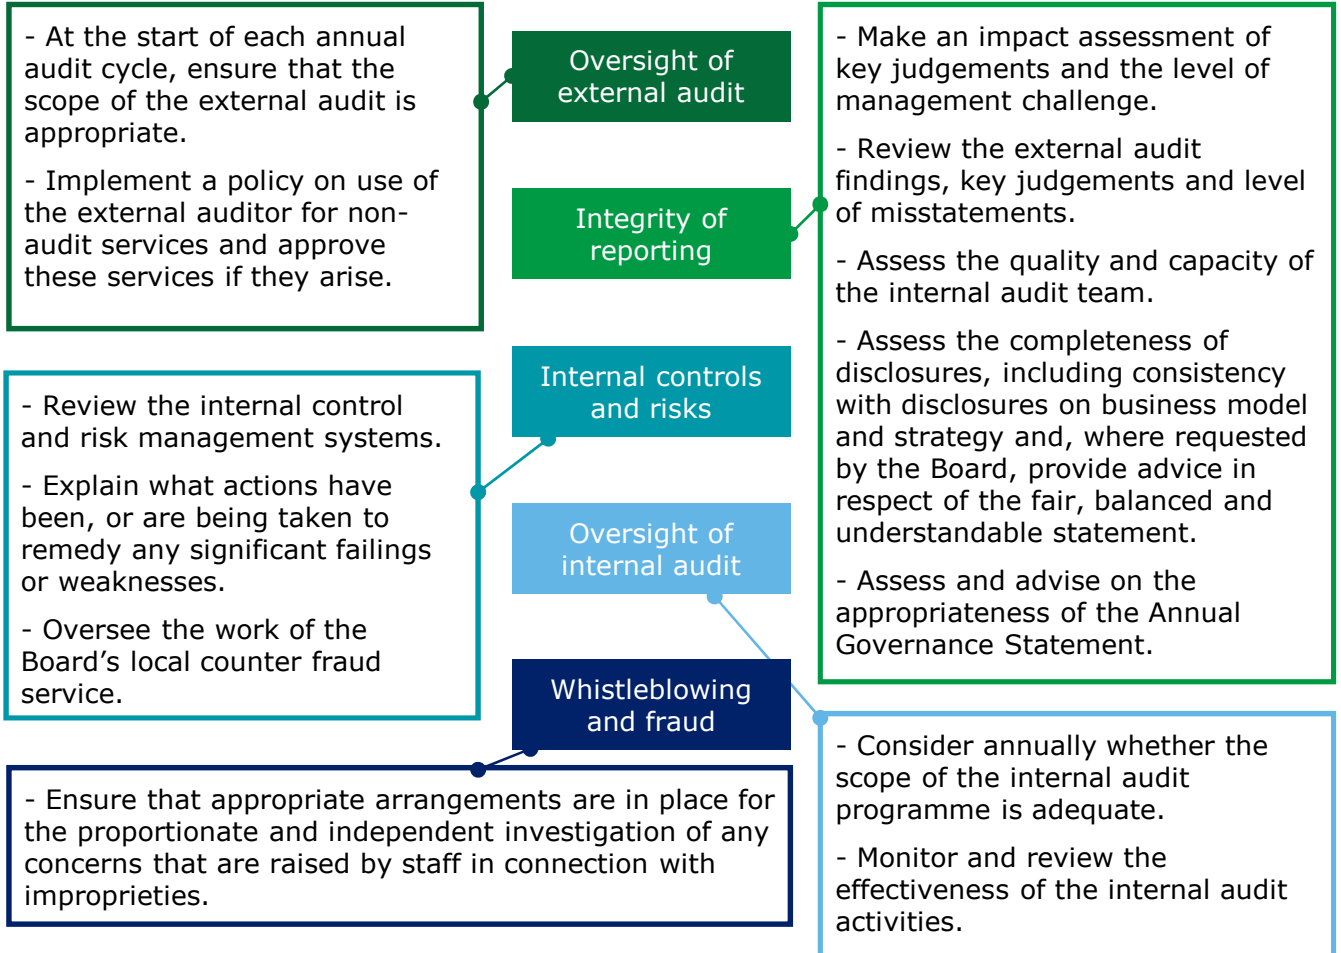 - At the start of each annual
audit cycle, ensure that the
scope of the external audit is
appropriate.
- Implement a policy on use of
the external auditor for non-
audit services and approve
these services if they arise.
Oversight of
external audit
Integrity of
reporting
- Make an impact assessment of
key judgements and the level of
management challenge.
- Review the external audit
findings, key judgements and level
of misstatements.
- Assess the quality and capacity of
the internal audit team.
- Assess the completeness of
disclosures, including consistency
with disclosures on business model
and strategy and, where requested
by the Board, provide advice in
respect of the fair, balanced and
understandable statement.
- Assess and advise on the
appropriateness of the Annual
Governance Statement.
Internal controls
and risks
- Review the internal control
and risk management systems.
- Explain what actions have
been, or are being taken to
remedy any significant failings
or weaknesses.
- Oversee the work of the
Board's local counter fraud
service.
Oversight of
internal audit
Whistleblowing
and fraud
- Consider annually whether the
scope of the internal audit
programme is adequate.
- Monitor and review the
effectiveness of the internal audit
activities.
- Ensure that appropriate arrangements are in place for
the proportionate and independent investigation of any
concerns that are raised by staff in connection with
improprieties.